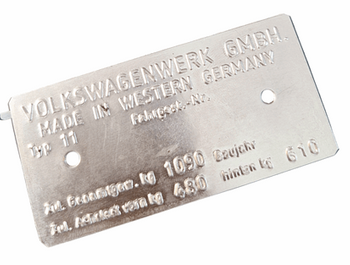 VOLKSWAGENWERK GMBH.
MADE IN WESTERN GERMANY
Typ 11 Fahrgest.-Nr.
Zul. Gesamtgew. kg 1090 Baujahr
Zul. Achslast vorn kg 480 hinten kg 610